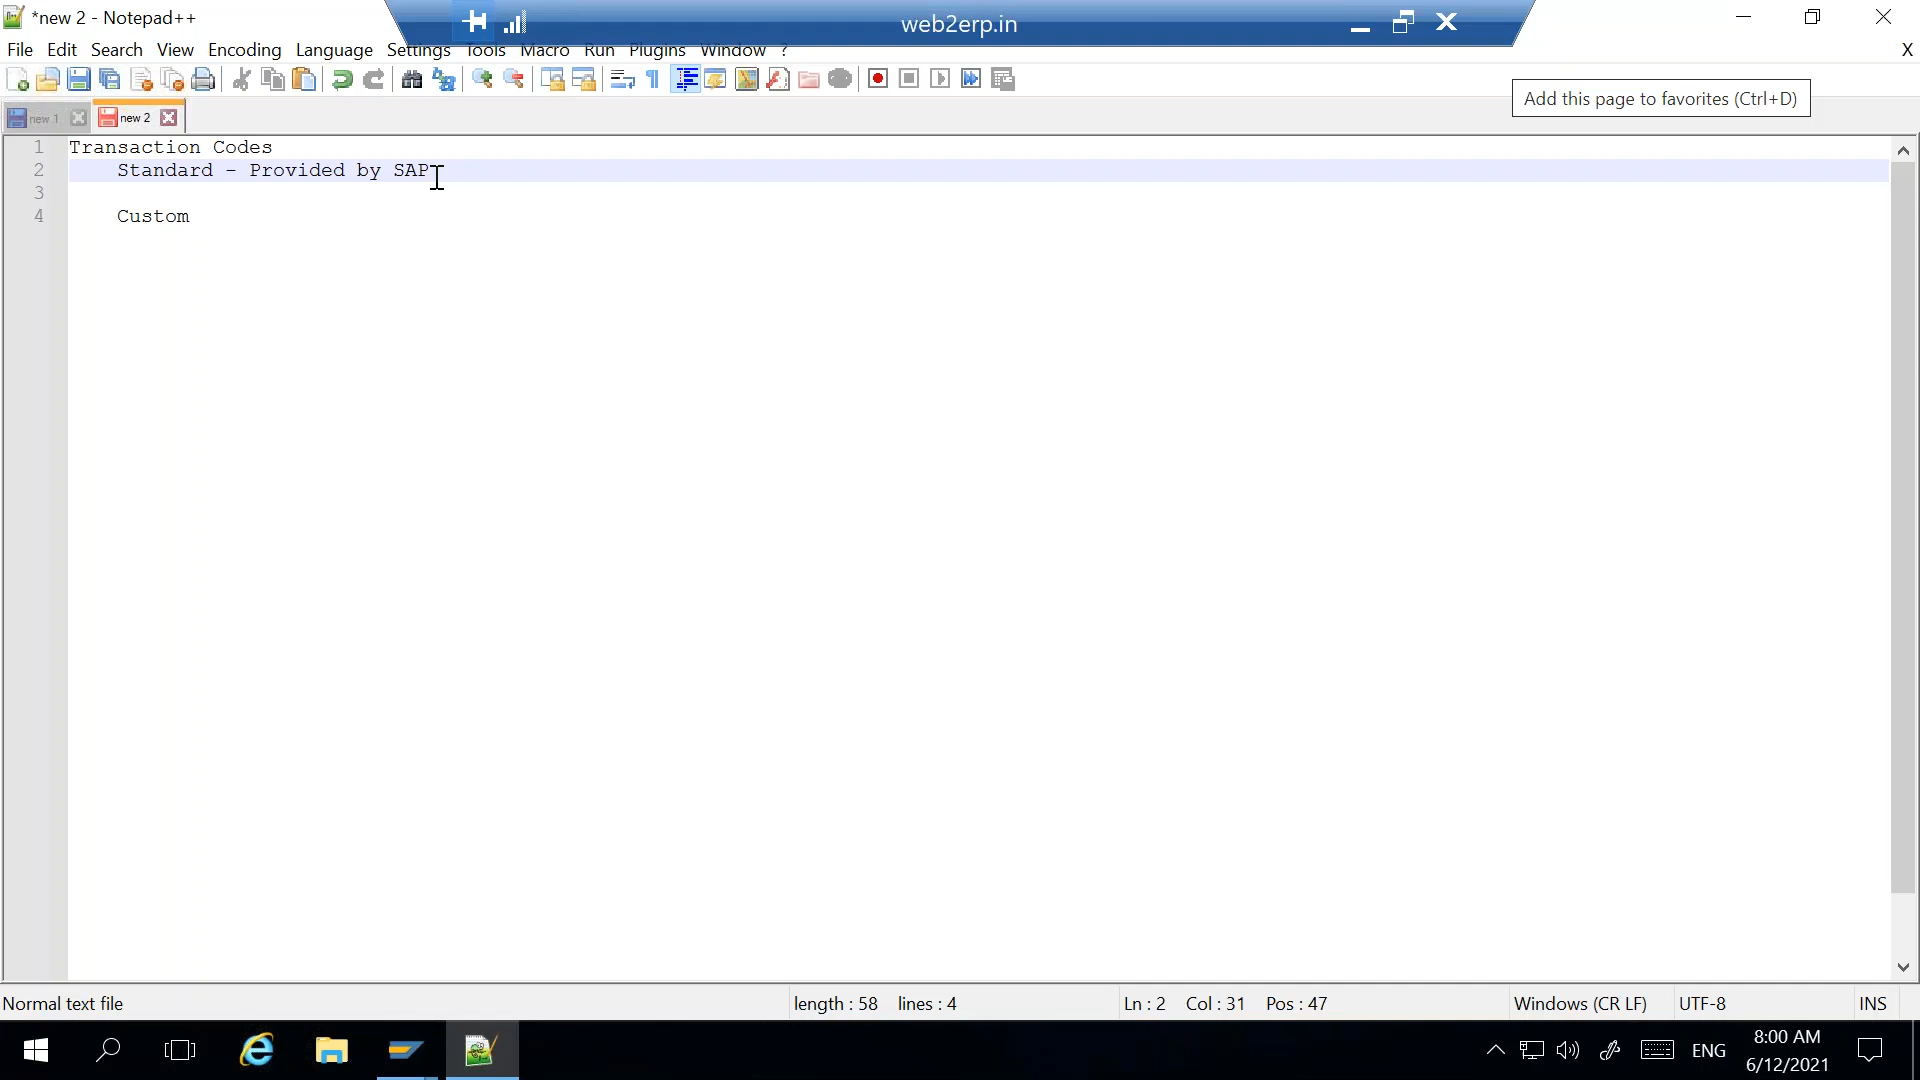 *new 2 - Notepad++
web2erp.in
File Edit Search View Encoding Language Settings Tools Macro Run Plugins Window ?
X
Add this page to favorites (Ctrl+D)
new 1
new 2
1 Transaction Codes
2 Standard - Provided by SAP
3
4 Custom
Normal text file
length : 58 lines : 4
Ln : 2 Col : 31 Pos : 47
Windows (CR LF)
UTF-8
INS
ENG
8:00 AM
6/12/2021